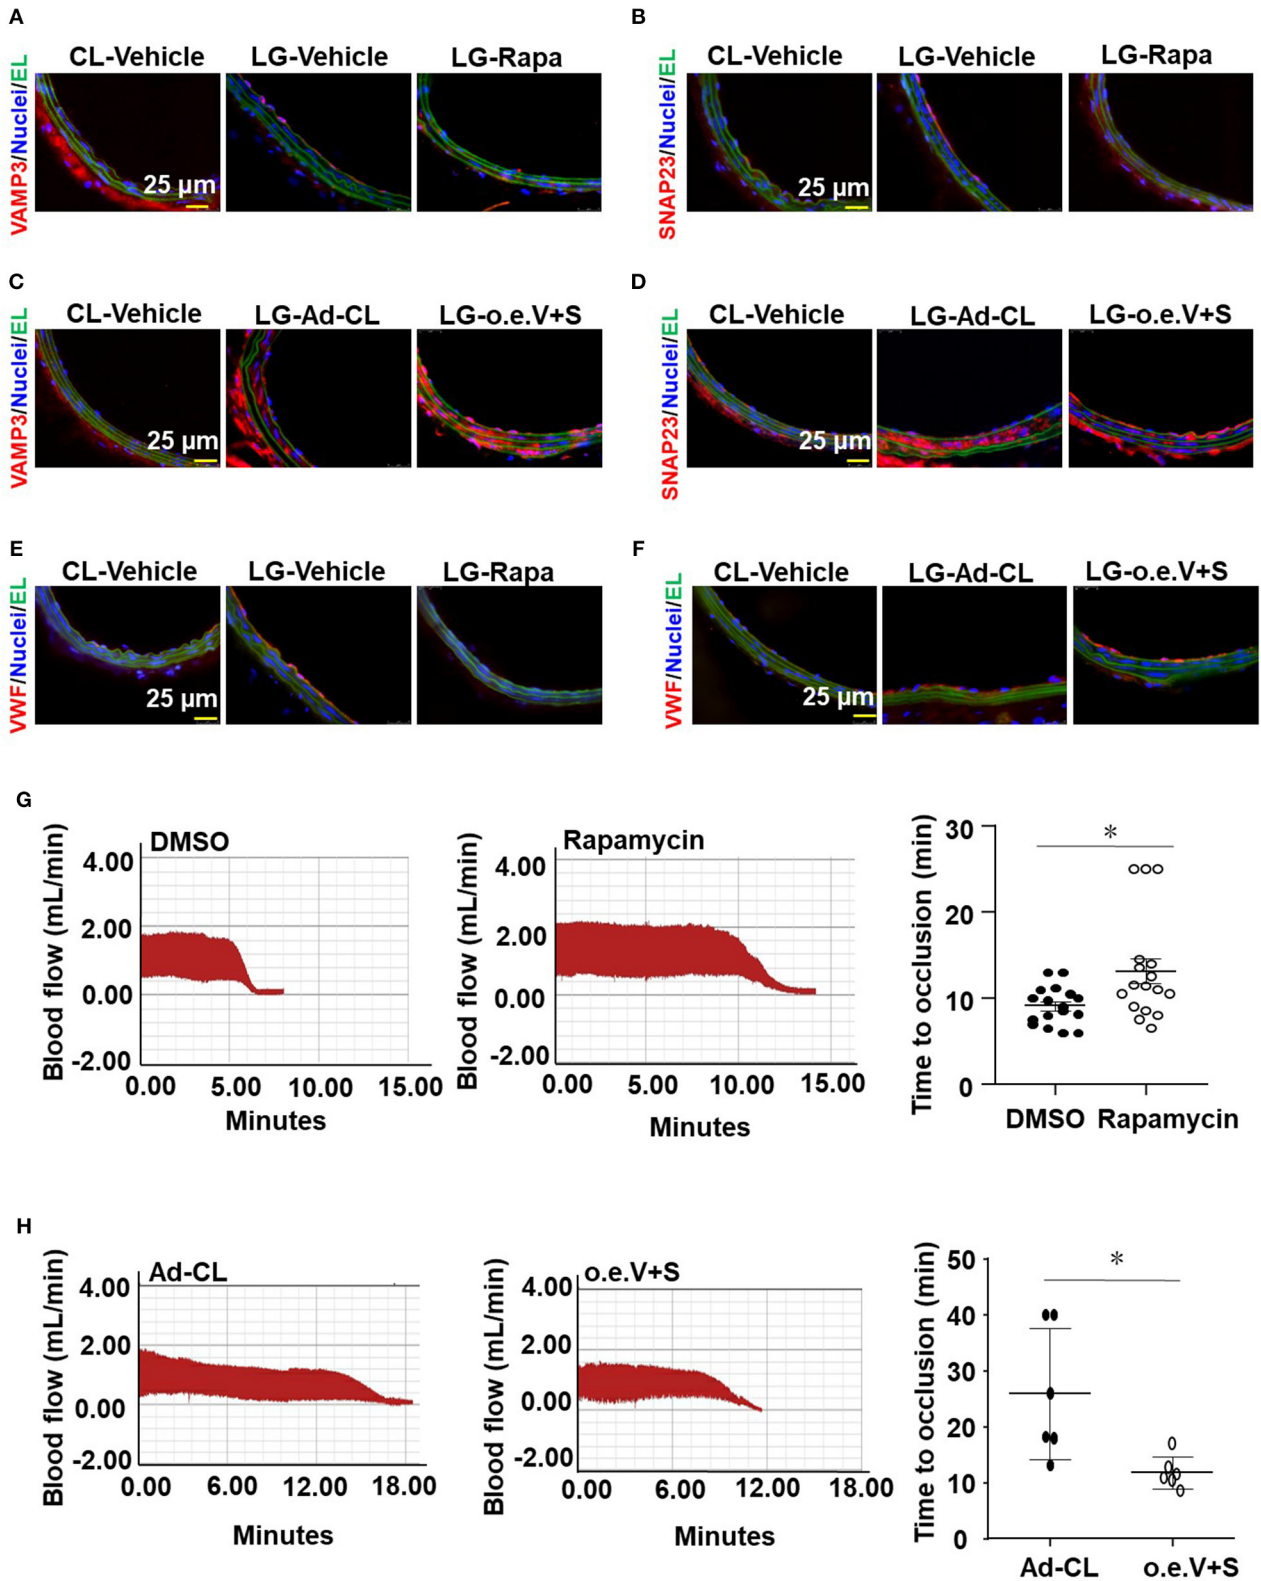 A
B
CL-Vehicle LG-Vehicle LG-Rapa
VAMP3/Nuclei/EL
25 µm
CL-Vehicle LG-Vehicle LG-Rapa
SNAP23/Nuclei/EL
25 µm
C
D
CL-Vehicle LG-Ad-CL LG-o.e.V+S
VAMP3/Nuclei/EL
25 µm
CL-Vehicle LG-Ad-CL LG-o.e.V+S
SNAP23/Nuclei/EL
25 µm
E
F
CL-Vehicle LG-Vehicle LG-Rapa
VWF/Nuclei/EL
25 µm
CL-Vehicle LG-Ad-CL LG-o.e.V+S
VWF/Nuclei/EL
25 µm
G
DMSO
Blood flow (mL/min)
4.00
2.00
0.00
-2.00
0.00 5.00 10.00 15.00
Minutes
Rapamycin
Blood flow (mL/min)
4.00
2.00
0.00
-2.00
0.00 5.00 10.00 15.00
Minutes
Time to occlusion (min)
30
20
10
0
*
DMSO Rapamycin
H
Ad-CL
Blood flow (mL/min)
4.00
2.00
0.00
-2.00
0.00 6.00 12.00 18.00
Minutes
o.e.V+S
Blood flow (mL/min)
4.00
2.00
0.00
-2.00
0.00 6.00 12.00 18.00
Minutes
Time to occlusion (min)
50
40
30
20
10
0
*
Ad-CL o.e.V+S